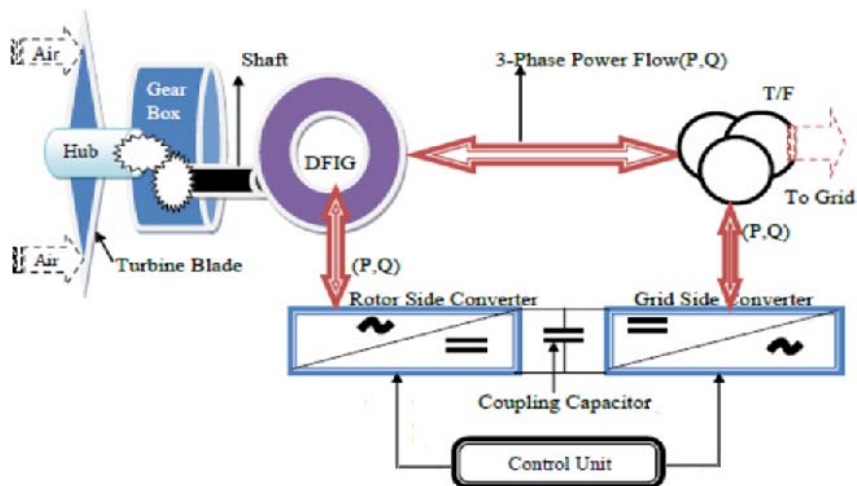 Air
Shaft
3-Phase Power Flow(P,Q)
Gear
Box
T/F
Hub
DFIG
To Grid
Air
Turbine Blade
(P,Q)
(P,Q)
Rotor Side Converter
Grid Side Converter
Coupling Capacitor
Control Unit